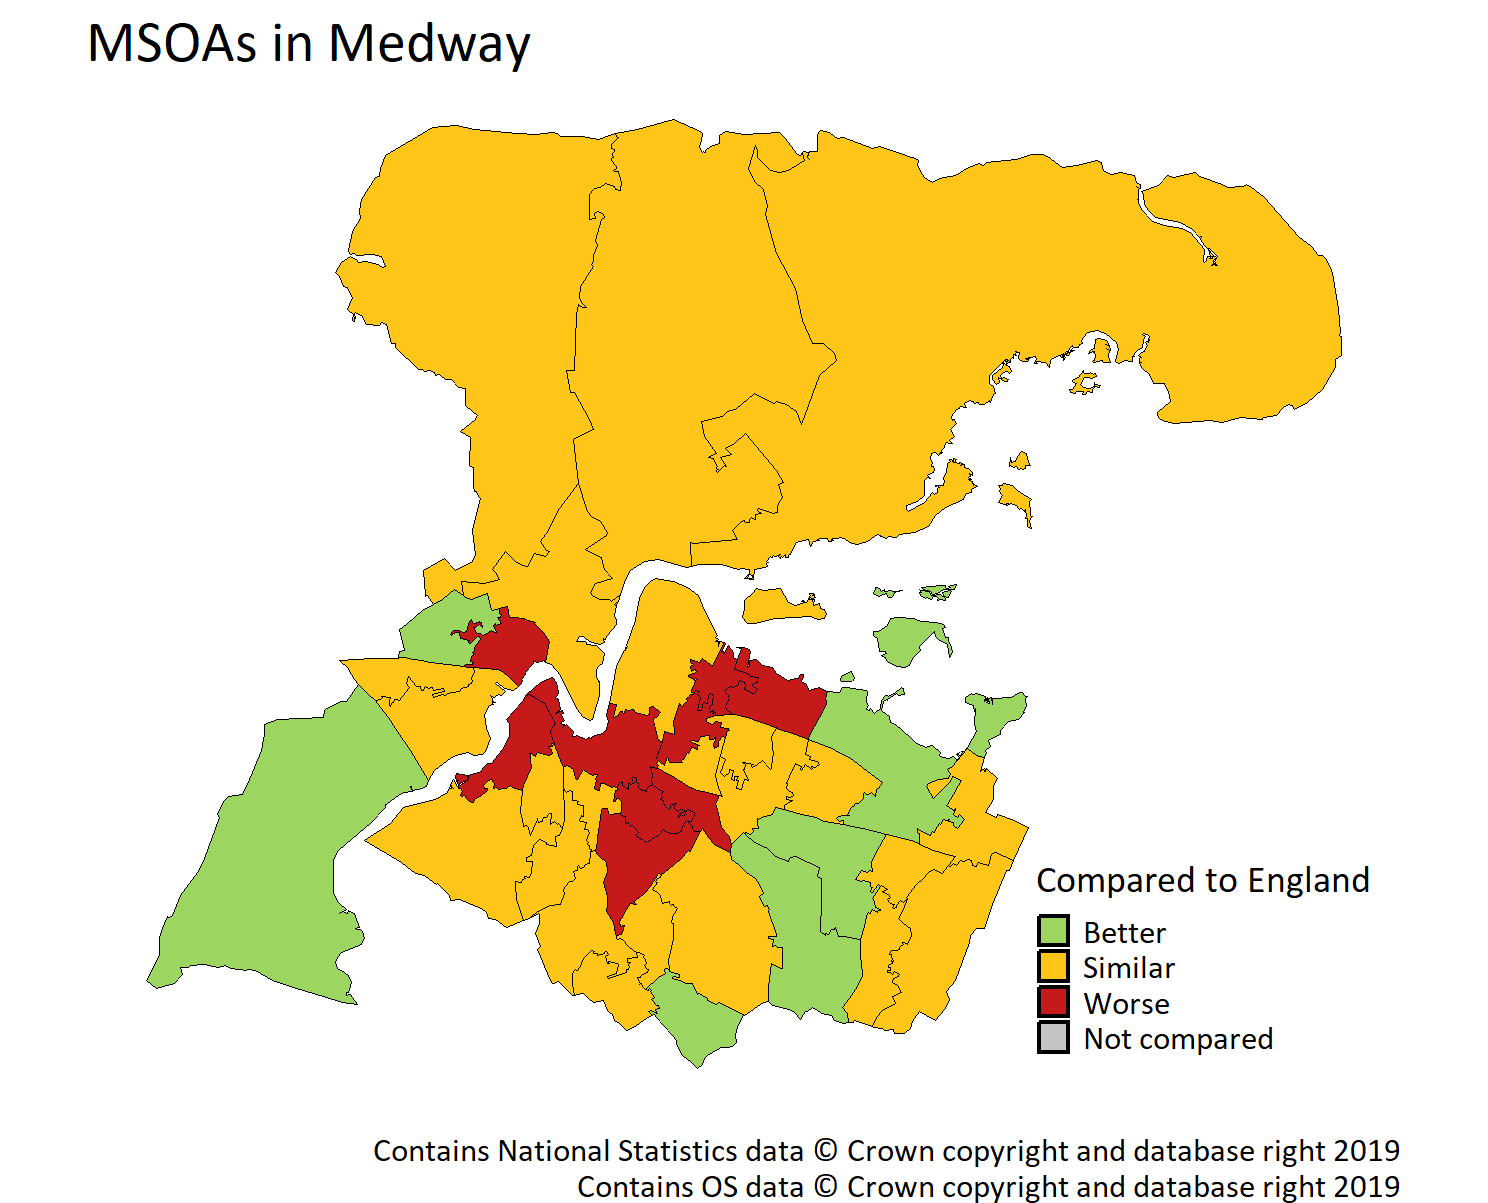 MSOAs in Medway
Compared to England
Better
Similar
Worse
Not compared
Contains National Statistics data © Crown copyright and database right 2019
Contains OS data © Crown copyright and database right 2019